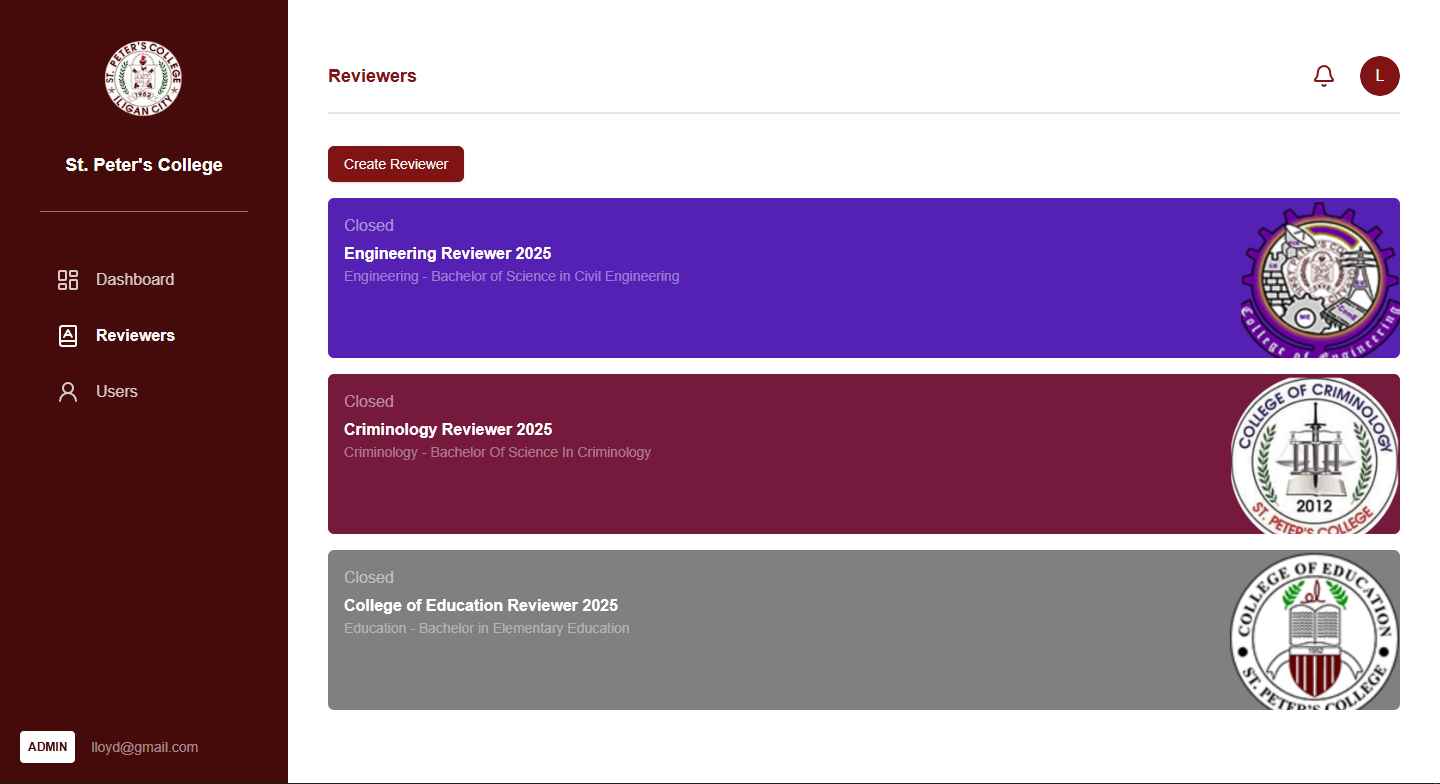 ST. PETER'S COLLEGE
1952
ILIGAN CITY
St. Peter's College
Dashboard
Reviewers
Users
ADMIN
lloyd@gmail.com
Reviewers
L
Create Reviewer
Closed
Engineering Reviewer 2025
Engineering - Bachelor of Science in Civil Engineering
College of Engineering
Closed
Criminology Reviewer 2025
Criminology - Bachelor Of Science In Criminology
COLLEGE OF CRIMINOLOGY
2012
ST. PETER'S COLLEGE
Closed
College of Education Reviewer 2025
Education - Bachelor in Elementary Education
COLLEGE OF EDUCATION
1952
ST. PETER'S COLLEGE